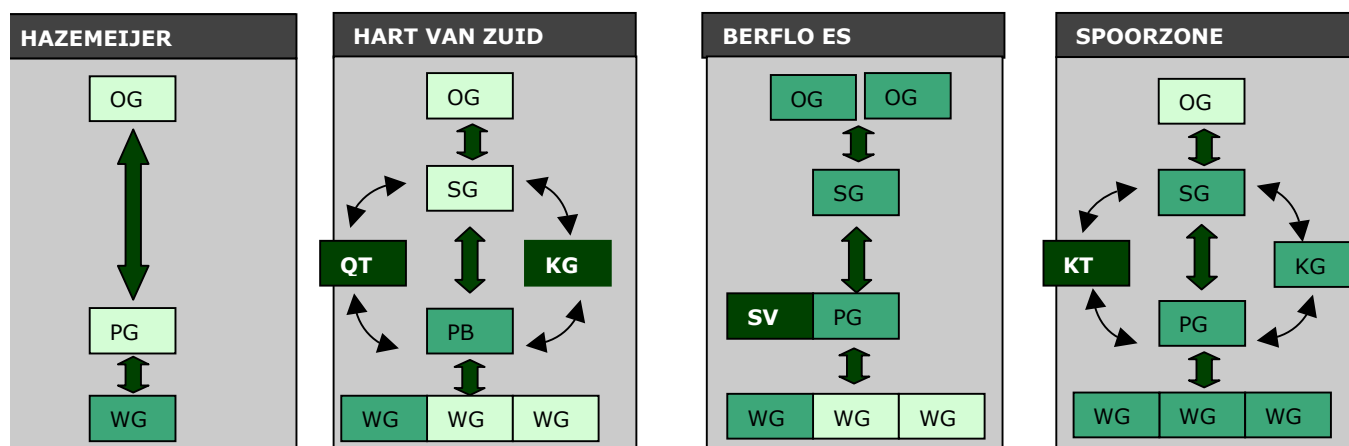 HAZEMEIJER
OG
PG
WG
HART VAN ZUID
OG
SG
QT
KG
PB
WG WG WG
BERFLO ES
OG OG
SG
SV PG
WG WG WG
SPOORZONE
OG
SG
KT
KG
PG
WG WG WG